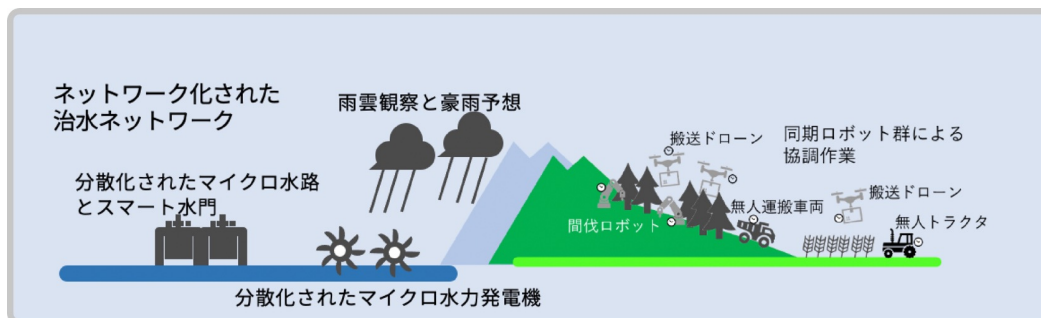 ネットワーク化された
治水ネットワーク
雨雲観察と豪雨予想
分散化されたマイクロ水路
とスマート水門
分散化されたマイクロ水力発電機
搬送ドローン
同期ロボット群による
協調作業
間伐ロボット
無人運搬車両
搬送ドローン
無人トラクタ